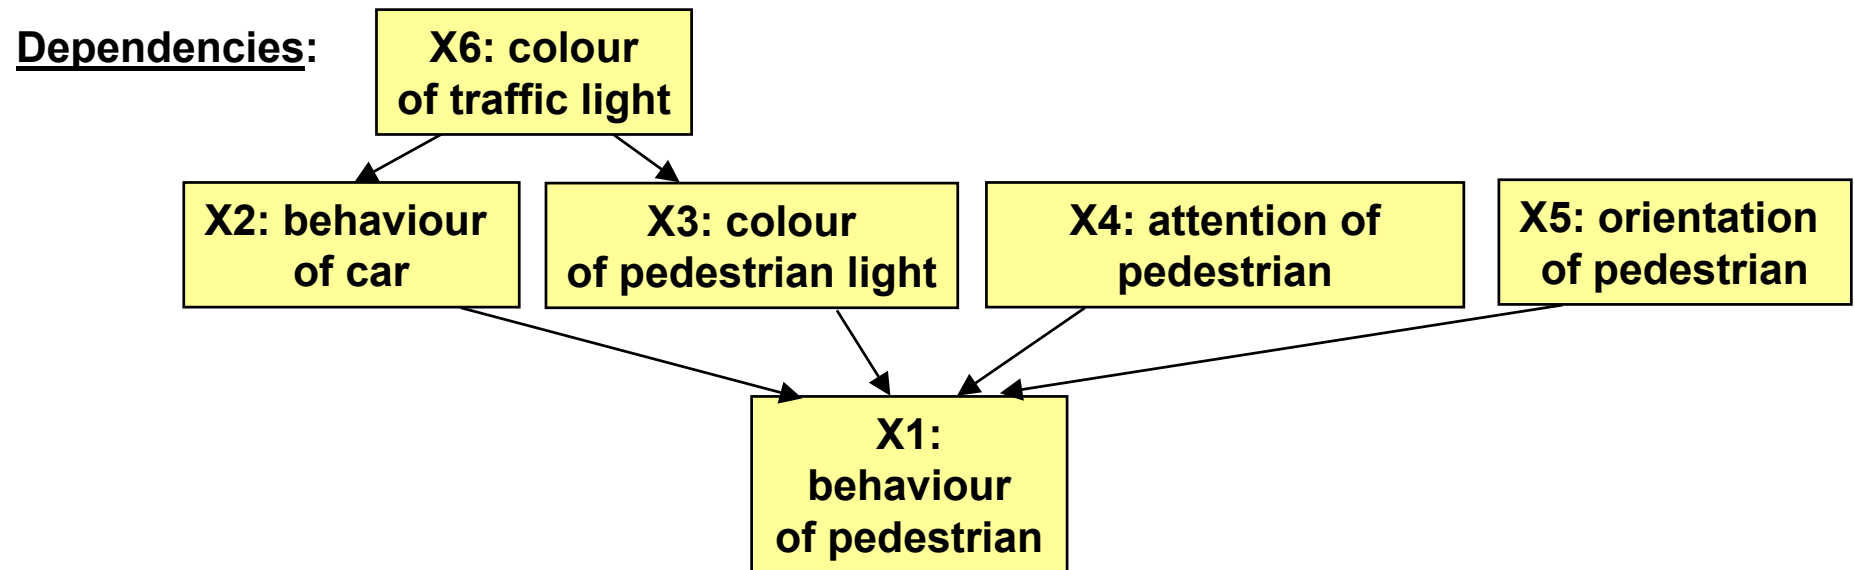 Dependencies:
X6: colour
of traffic light
X2: behaviour
of car
X3: colour
of pedestrian light
X4: attention of
pedestrian
X5: orientation
of pedestrian
X1:
behaviour
of pedestrian